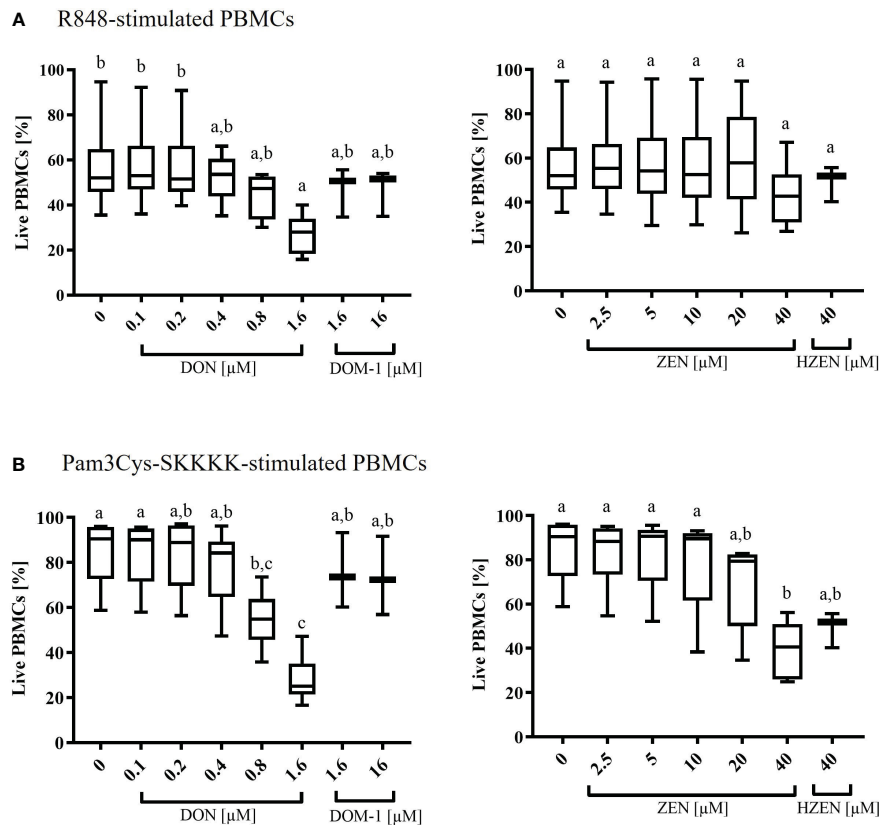 A R848-stimulated PBMCs
Live PBMCs [%]
100
80
60
40
20
0
b b b a,b a,b a a,b a,b
0 0.1 0.2 0.4 0.8 1.6 1.6 16
DON [µM] DOM-1 [µM]
Live PBMCs [%]
100
80
60
40
20
0
a a a a a a a
0 2.5 5 10 20 40 40
ZEN [µM] HZEN [µM]
B Pam3Cys-SKKKK-stimulated PBMCs
Live PBMCs [%]
100
80
60
40
20
0
a a a,b a,b b,c c a,b a,b
0 0.1 0.2 0.4 0.8 1.6 1.6 16
DON [µM] DOM-1 [µM]
Live PBMCs [%]
100
80
60
40
20
0
a a a a a,b b a,b
0 2.5 5 10 20 40 40
ZEN [µM] HZEN [µM]